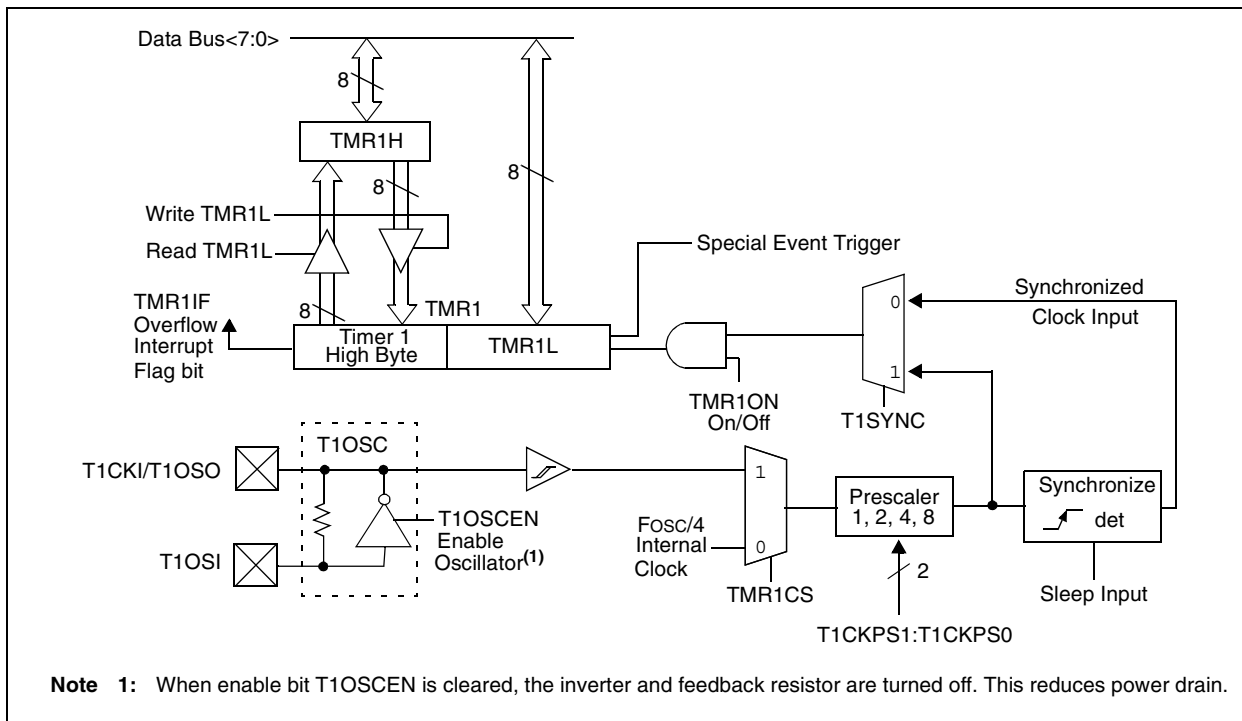 Data Bus<7:0>
8
TMR1H
8
8
Write TMR1L
Read TMR1L
Special Event Trigger
8
TMR1
TMR1IF
Overflow
Interrupt
Flag bit
Timer 1
High Byte
TMR1L
0
Synchronized
Clock Input
1
TMR1ON
On/Off
T1SYNC
T1OSC
T1CKI/T1OSO
1
Prescaler
1, 2, 4, 8
Synchronize
det
T1OSCEN
Enable
Oscillator(1)
FOSC/4
Internal
Clock
0
T1OSI
TMR1CS
2
Sleep Input
T1CKPS1:T1CKPS0
Note 1: When enable bit T1OSCEN is cleared, the inverter and feedback resistor are turned off. This reduces power drain.